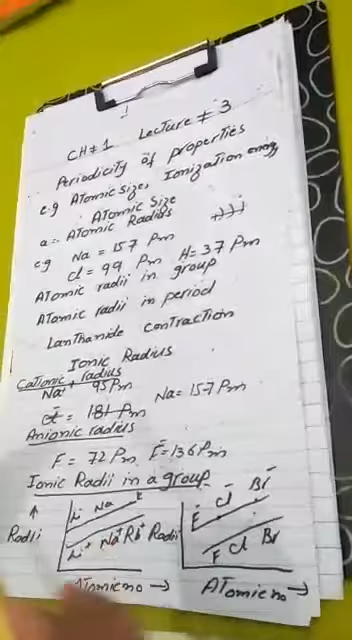 CH#1 Lecture # 3
Periodicity of properties
e.g Atomic size, Ionization energy
Atomic Size
a:- Atomic Radius
e.g Na = 157 Pm
Cl = 99 Pm H = 37 Pm
Atomic radii in group
Atomic radii in period
Lanthanide contraction
Ionic Radius
Cationic radius
Na+ 95Pm Na = 157 Pm
Cl- = 181 Pm
Anionic radius
F = 72 Pm F- = 136 Pm
Ionic Radii in a group
Li Na K
F- Cl- Br-
Radii Li+ Na+ Rb+ Radii F Cl Br
Atomic no → Atomic no →